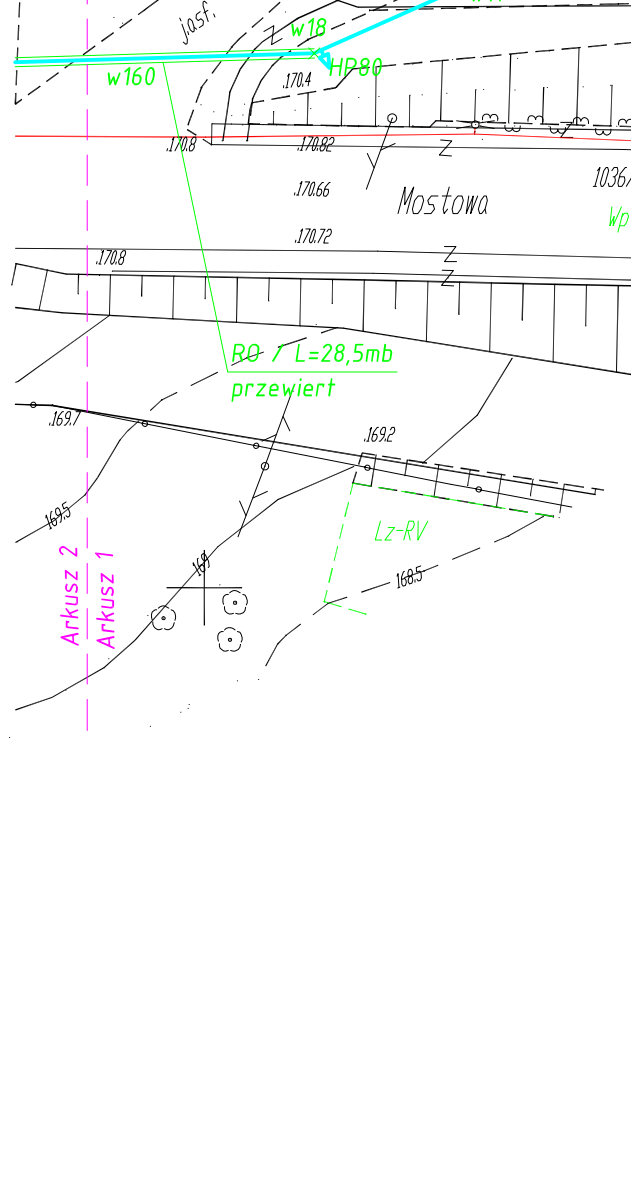 j.asf.
w18
HP80
w160
.170.4
.170.8
.170.82
.170.66
Mostowa
1036/
Wp
.170.72
.170.8
RO / L=28,5mb
przewiert
.169.7
.169.2
169.5
Lz-RV
169
168.5
Arkusz 2
Arkusz 1